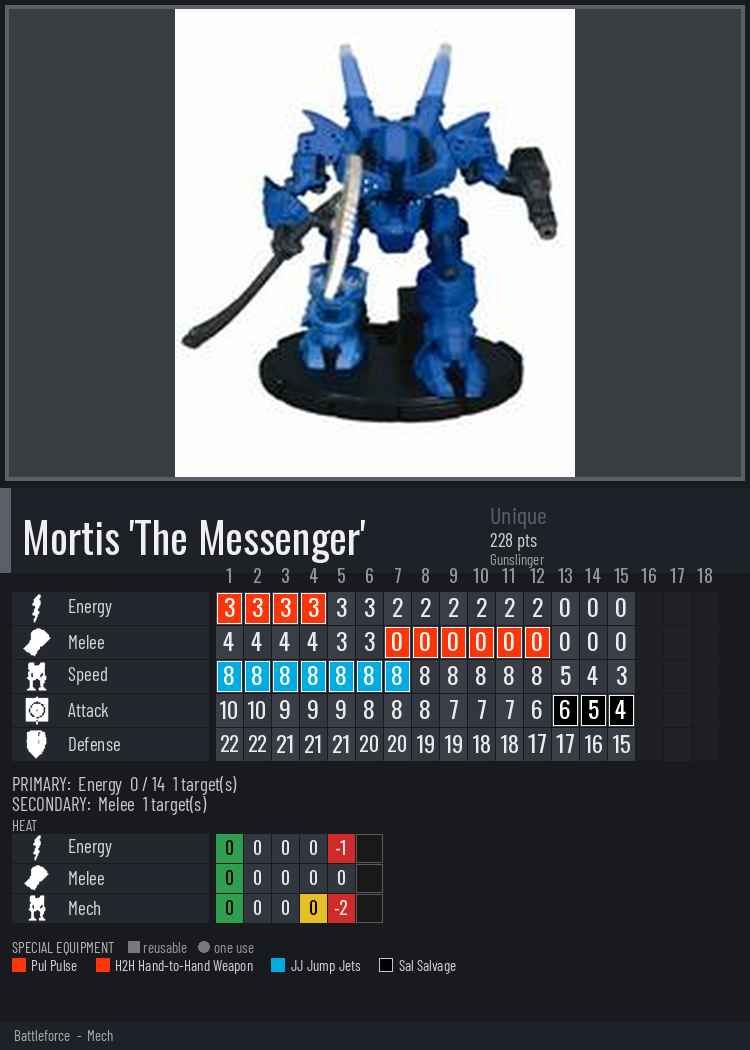 Mortis 'The Messenger'
Unique
228 pts
Gunslinger
1 2 3 4 5 6 7 8 9 10 11 12 13 14 15 16 17 18
Energy 3 3 3 3 3 3 2 2 2 2 2 2 0 0 0
Melee 4 4 4 4 3 3 0 0 0 0 0 0 0 0 0
Speed 8 8 8 8 8 8 8 8 8 8 8 8 5 4 3
Attack 10 10 9 9 9 8 8 8 7 7 7 6 6 5 4
Defense 22 22 21 21 21 20 20 19 19 18 18 17 17 16 15
PRIMARY: Energy 0 / 14 1 target(s)
SECONDARY: Melee 1 target(s)
HEAT
Energy 0 0 0 0 -1
Melee 0 0 0 0 0
Mech 0 0 0 0 -2
SPECIAL EQUIPMENT reusable one use
Pul Pulse H2H Hand-to-Hand Weapon JJ Jump Jets Sal Salvage
Battleforce - Mech